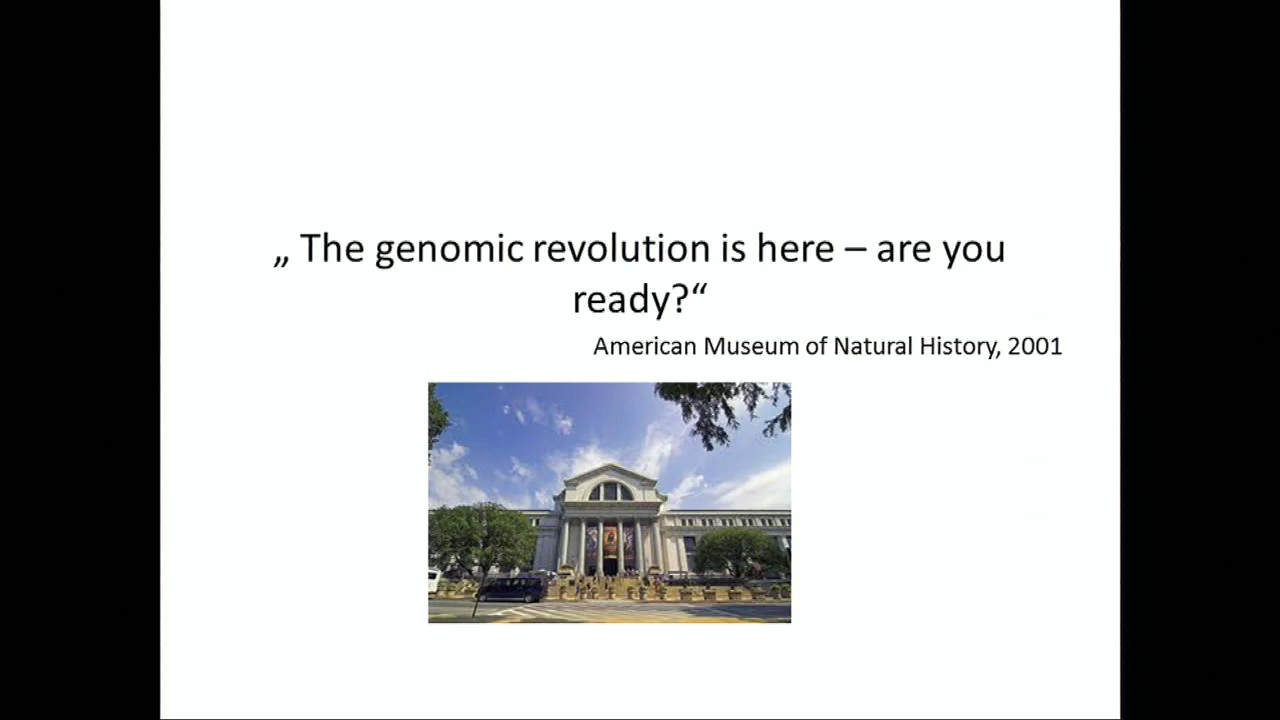 „ The genomic revolution is here – are you
ready?“
American Museum of Natural History, 2001